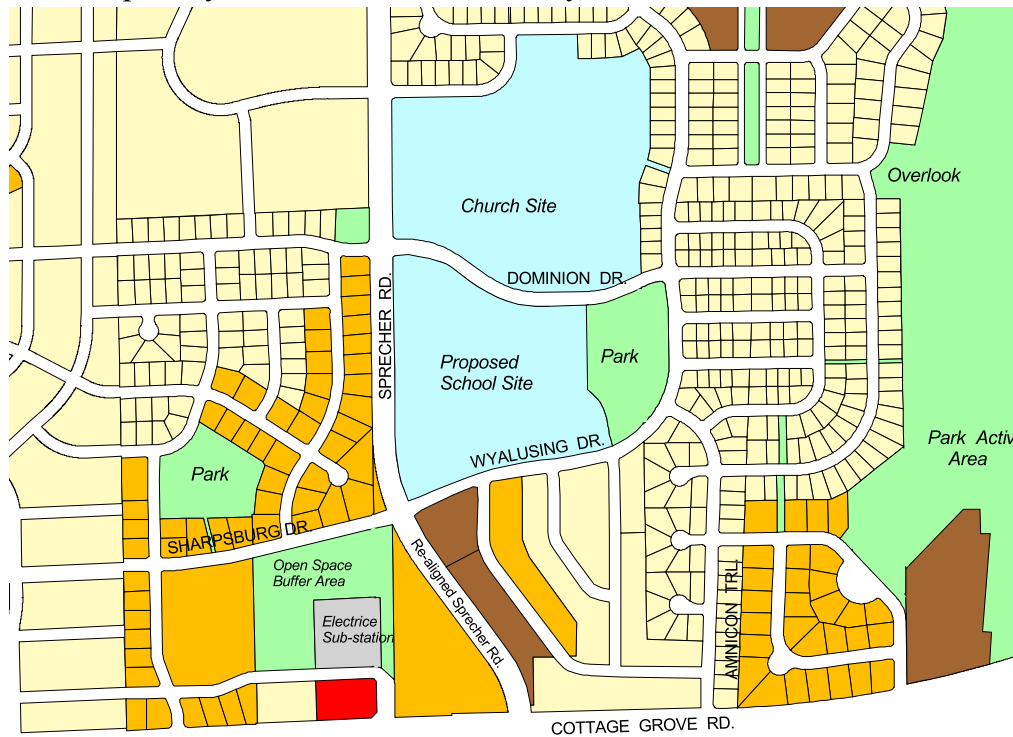 Overlook
Church Site
DOMINION DR.
SPRECHER RD.
Proposed
School Site
Park
WYALUSING DR.
Park Activ
Area
Park
SHARPSBURG DR.
Open Space
Buffer Area
Re-aligned Sprecher Rd.
Electrice
Sub-station
AMNICON TRL.
COTTAGE GROVE RD.